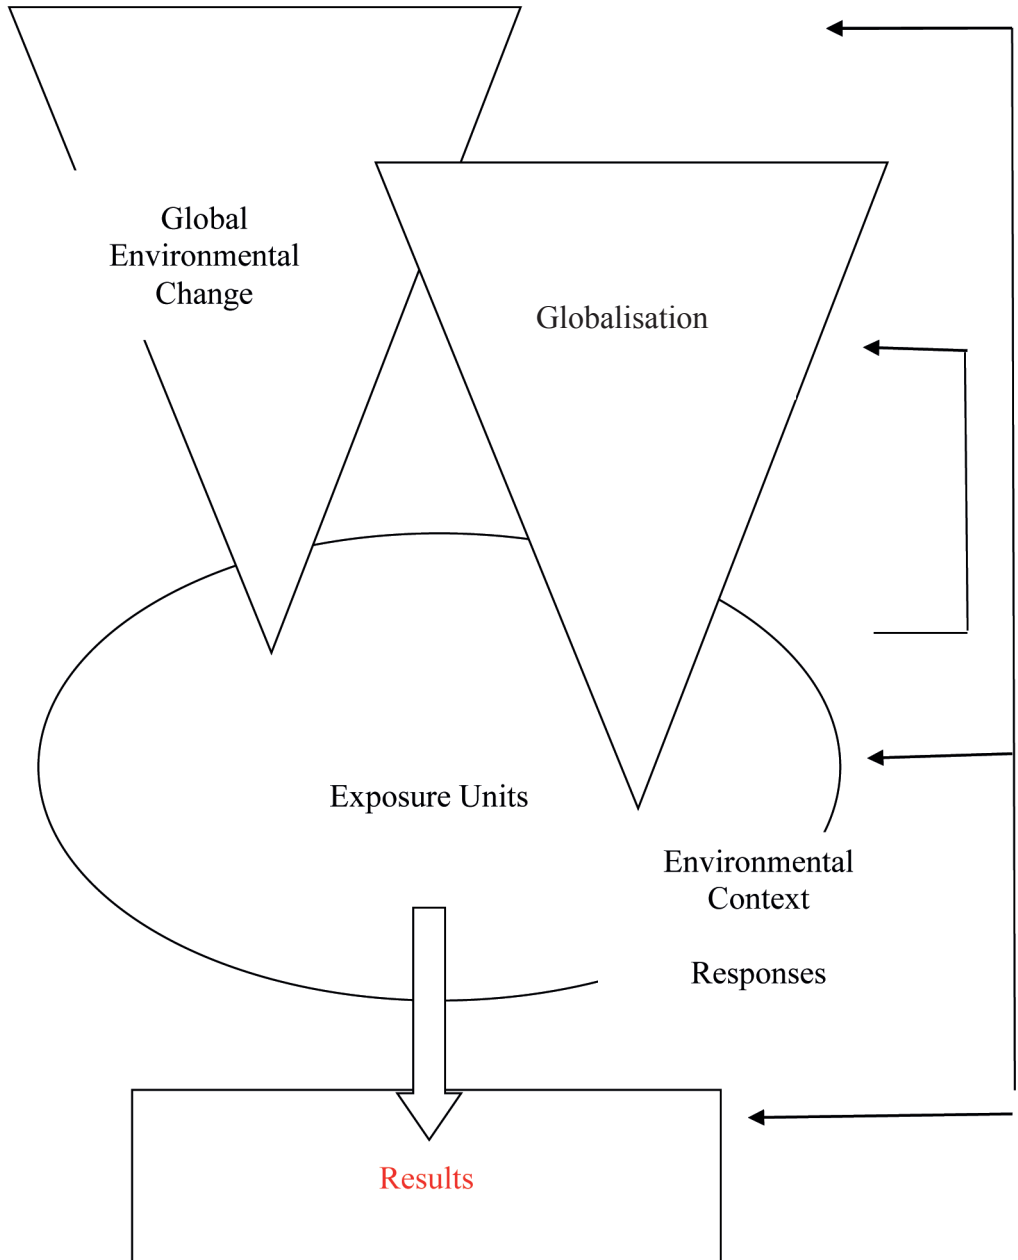 Global
Environmental
Change
Globalisation
Exposure Units
Environmental
Context
Responses
Results